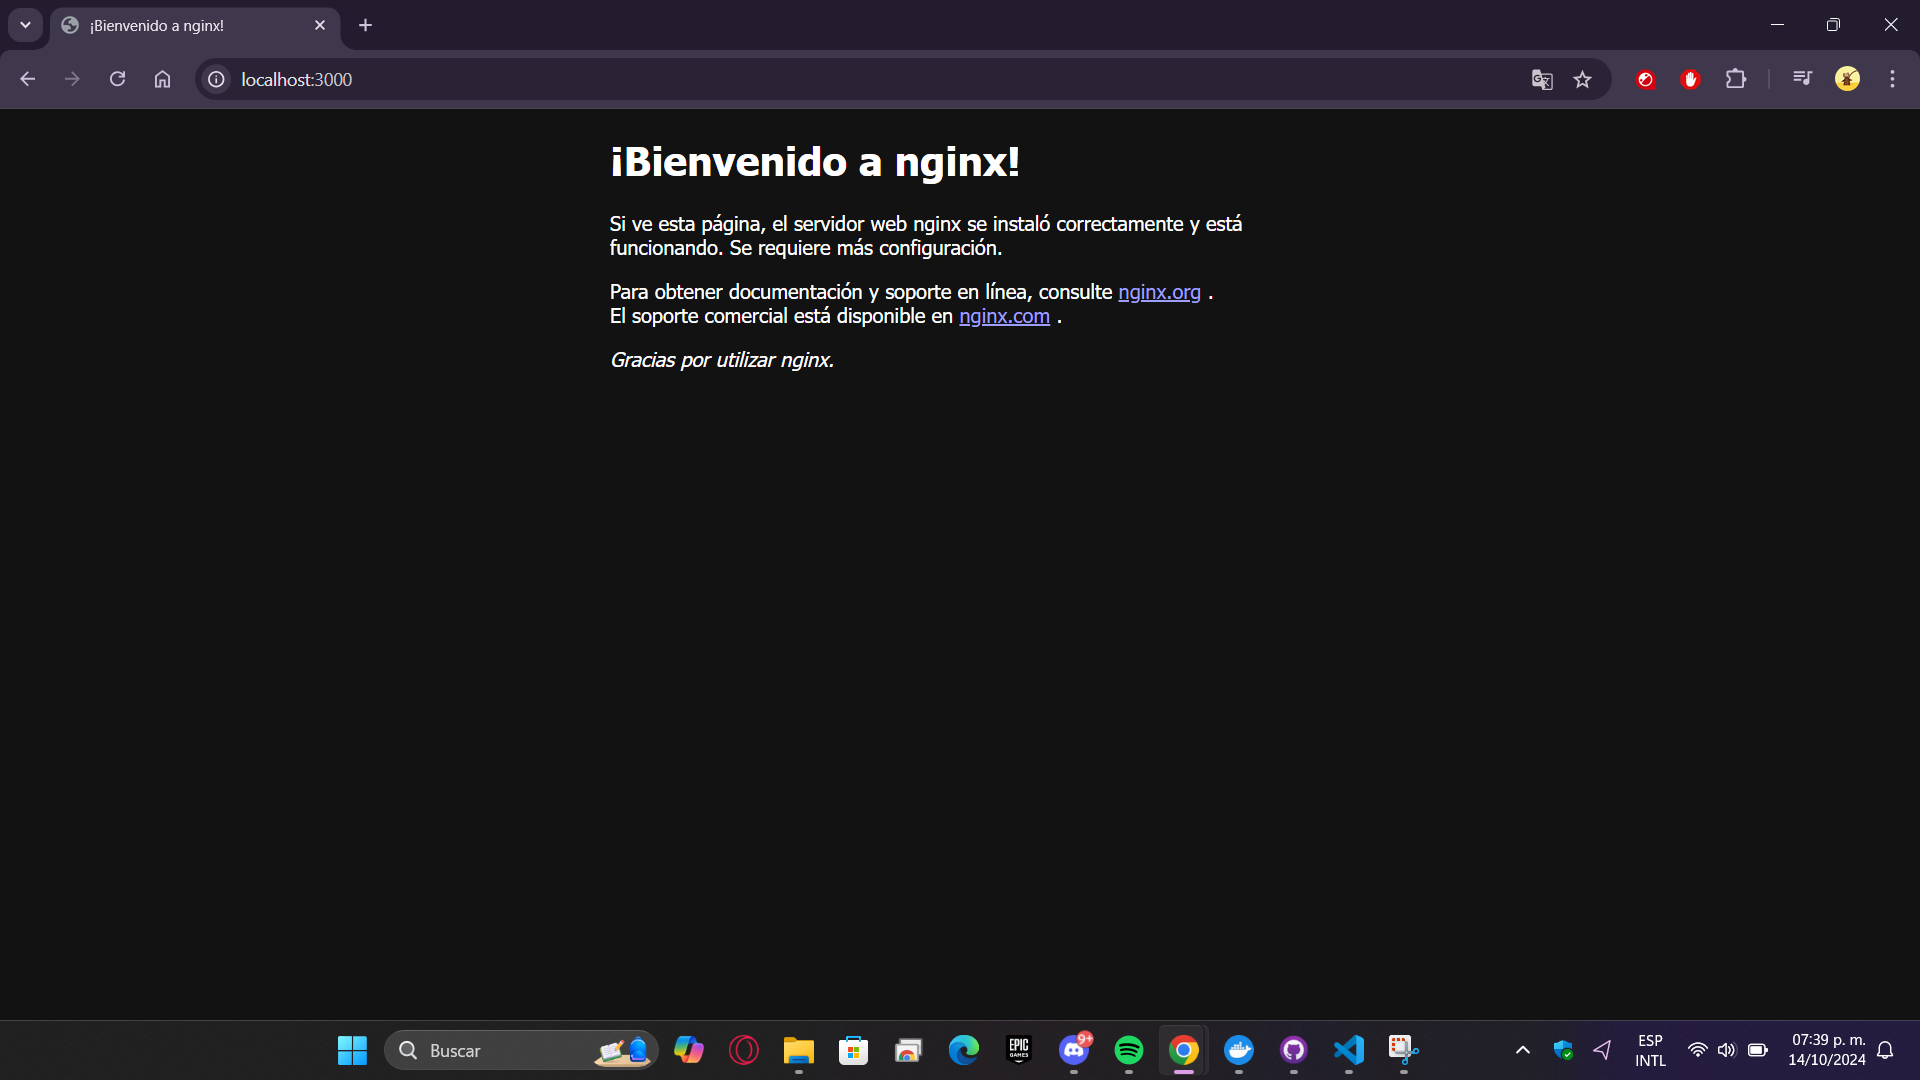 ¡Bienvenido a nginx!
localhost:3000
¡Bienvenido a nginx!
Si ve esta página, el servidor web nginx se instaló correctamente y está
funcionando. Se requiere más configuración.
Para obtener documentación y soporte en línea, consulte nginx.org .
El soporte comercial está disponible en nginx.com .
Gracias por utilizar nginx.
Buscar
EPIC
GAMES
9+
ESP
INTL
07:39 p. m.
14/10/2024